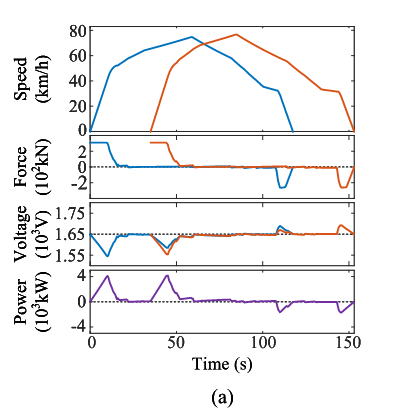 80
60
40
20
0
Speed
(km/h)
2
0
-2
Force
(10²kN)
1.75
1.65
1.55
Voltage
(10³V)
4
0
-4
Power
(10³kW)
0 50 100 150
Time (s)
(a)